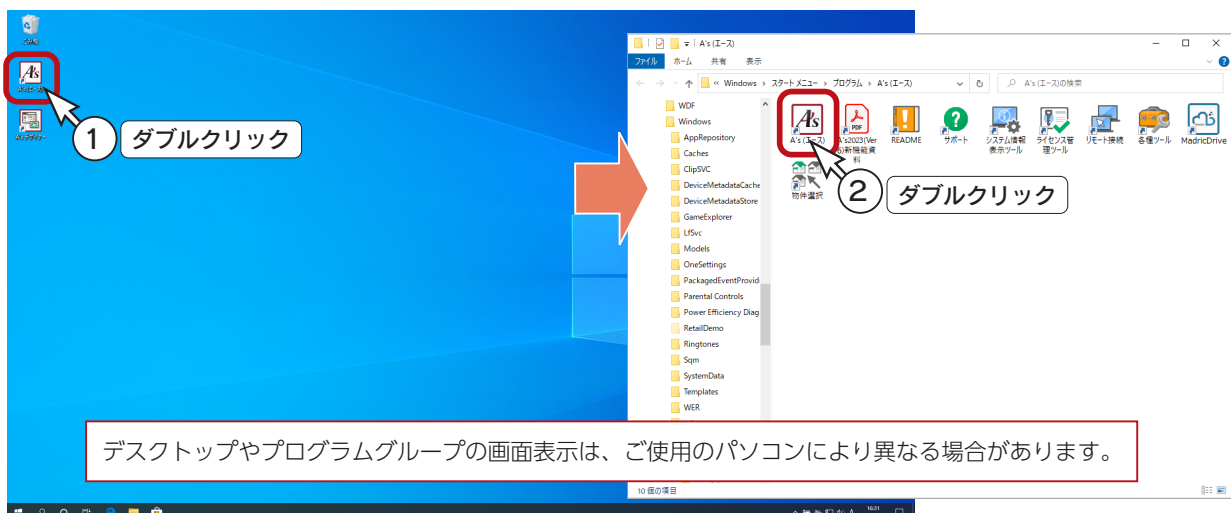 ごみ箱
A's (エース)
1 ダブルクリック
A's (エース)
ファイル ホーム 共有 表示
« Windows › スタート メニュー › プログラム › A's (エース)
A's (エース)の検索
WDF
Windows
AppRepository
Caches
ClipSVC
DeviceMetadataCache
DeviceMetadataStore
GameExplorer
LfSvc
Models
OneSettings
PackagedEventProvid
Parental Controls
Power Efficiency Diag
RetailDemo
Ringtones
Sqm
SystemData
Templates
WER
A's (エース)
PDF
A's2023(Ver
6)新機能資
料
README
サポート
システム情報
表示ツール
ライセンス管
理ツール
リモート接続
各種ツール
MadricDrive
物件選択
2 ダブルクリック
デスクトップやプログラムグループの画面表示は、ご使用のパソコンにより異なる場合があります。
10 個の項目
16:31